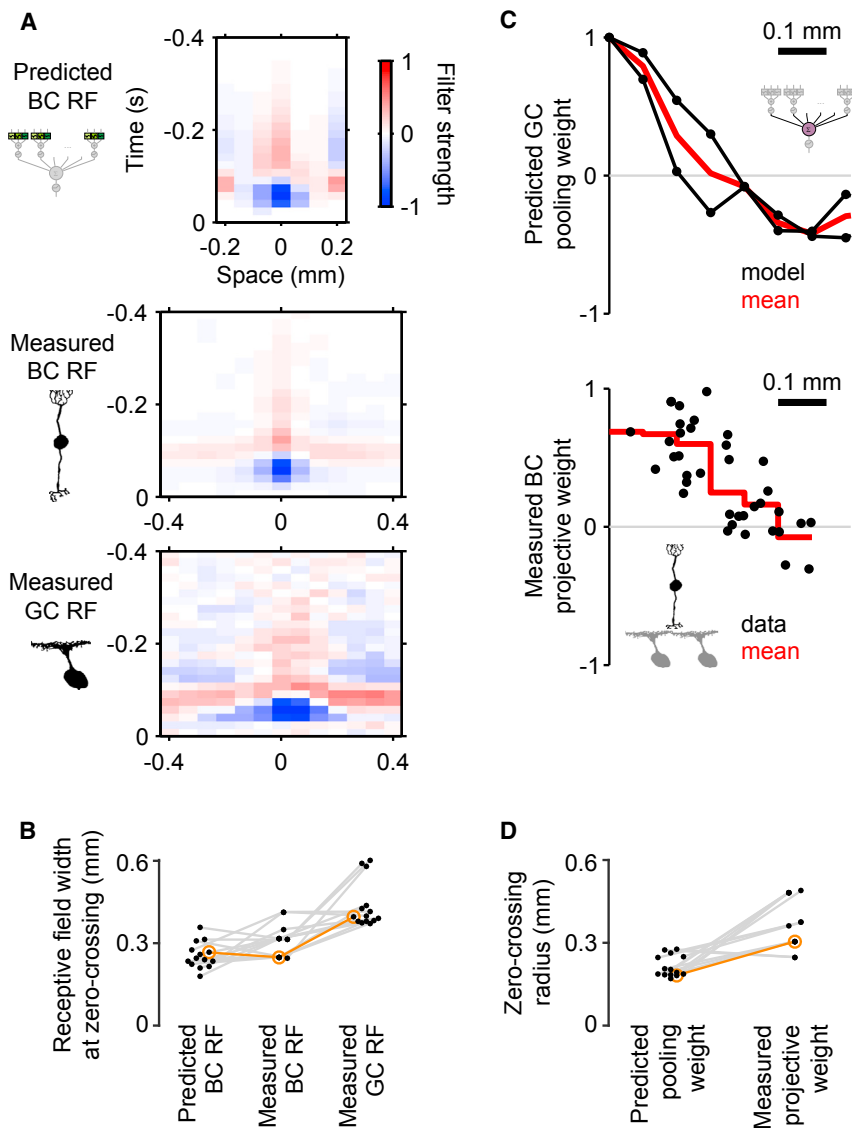 A
Predicted
BC RF
Time (s)
-0.4
-0.2
0
-0.2
0
0.2
Space (mm)
1
0
-1
Filter strength
Measured
BC RF
-0.4
-0.2
0
-0.4
0
0.4
Measured
GC RF
-0.4
-0.2
0
-0.4
0
0.4
B
Receptive field width
at zero-crossing (mm)
0.6
0.3
0
Predicted
BC RF
Measured
BC RF
Measured
GC RF
C
Predicted GC
pooling weight
1
0
-1
0.1 mm
model
mean
Measured BC
projective weight
1
0
-1
0.1 mm
data
mean
D
Zero-crossing
radius (mm)
0.6
0.3
0
Predicted
pooling
weight
Measured
projective
weight